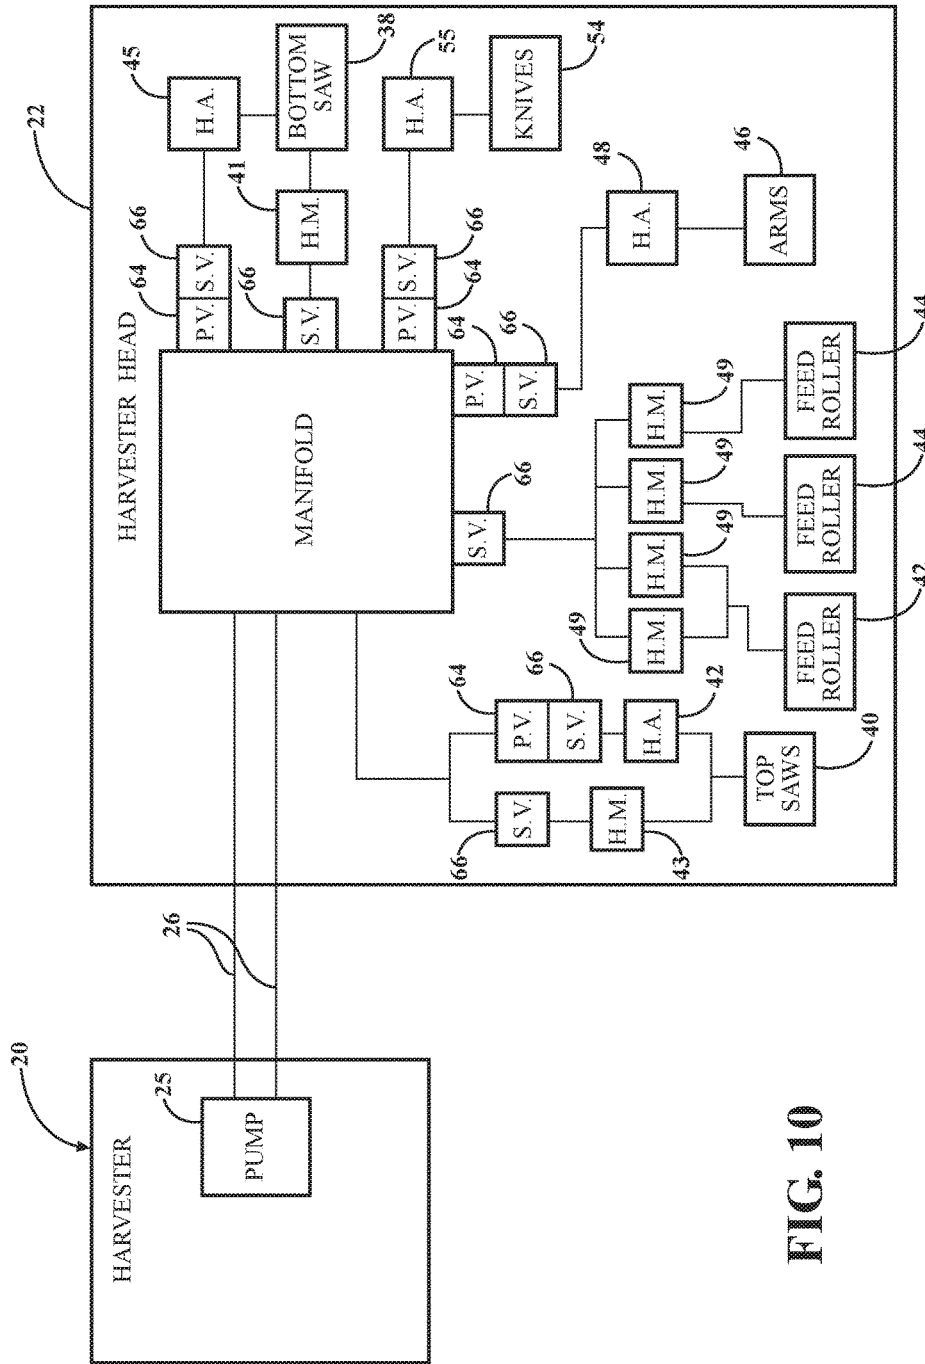 20
HARVESTER
25
PUMP
26
22
HARVESTER HEAD
MANIFOLD
64
66
P.V.
S.V.
45
H.A.
66
S.V.
41
H.M.
BOTTOM
SAW
38
P.V.
S.V.
64
66
H.A.
55
KNIVES
54
64
66
P.V.
S.V.
H.A.
48
ARMS
46
S.V.
66
49
H.M.
H.M.
49
H.M.
49
H.M.
49
FEED
ROLLER
42
FEED
ROLLER
44
FEED
ROLLER
44
64
66
P.V.
S.V.
H.A.
42
66
S.V.
H.M.
43
TOP
SAWS
40
FIG. 10